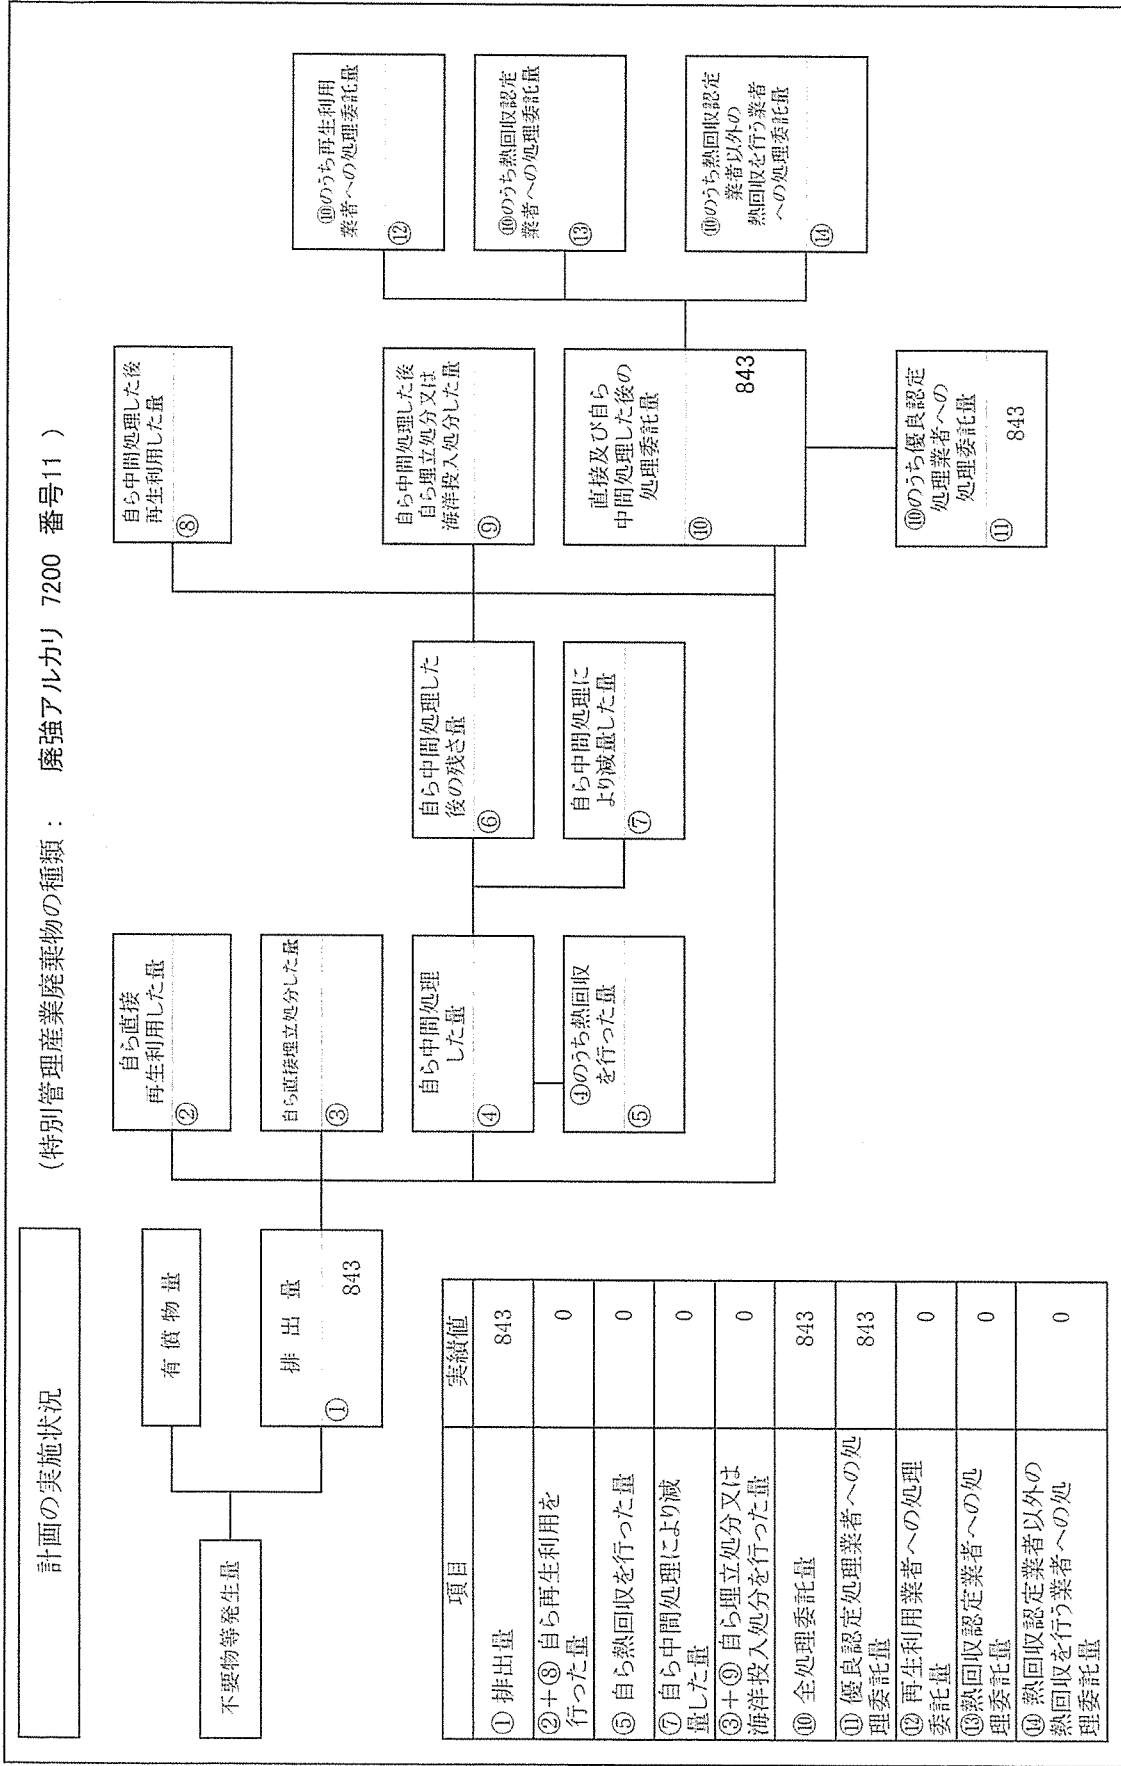 計画の実施状況
(特別管理産業廃棄物の種類： 廃強アルカリ 7200 番号11 )
不要物等発生量
有 償 物 量
排 出 量
①
843
自ら直接
再生利用した量
②
自ら直接埋立処分した量
③
自ら中間処理
した量
④
④のうち熱回収
を行った量
⑤
自ら中間処理した
後の残さ量
⑥
自ら中間処理に
より減量した量
⑦
自ら中間処理した後
再生利用した量
⑧
自ら中間処理した後
自ら埋立処分又は
海洋投入処分した量
⑨
直接及び自ら
中間処理した後の
処理委託量
⑩
843
⑩のうち優良認定
処理業者への
処理委託量
⑪
843
⑩のうち再生利用
業者への処理委託量
⑫
⑩のうち熱回収認定
業者への処理委託量
⑬
⑩のうち熱回収認定
業者以外の
熱回収を行う業者
への処理委託量
⑭
項目 実績値
① 排出量 843
②+⑧ 自ら再生利用を
行った量 0
⑤ 自ら熱回収を行った量 0
⑦ 自ら中間処理により減
量した量 0
③+⑨ 自ら埋立処分又は
海洋投入処分を行った量 0
⑩ 全処理委託量 843
⑪ 優良認定処理業者への処
理委託量 843
⑫ 再生利用業者への処理
委託量 0
⑬熱回収認定業者への処
理委託量 0
⑭ 熱回収認定業者以外の
熱回収を行う業者への処
理委託量 0